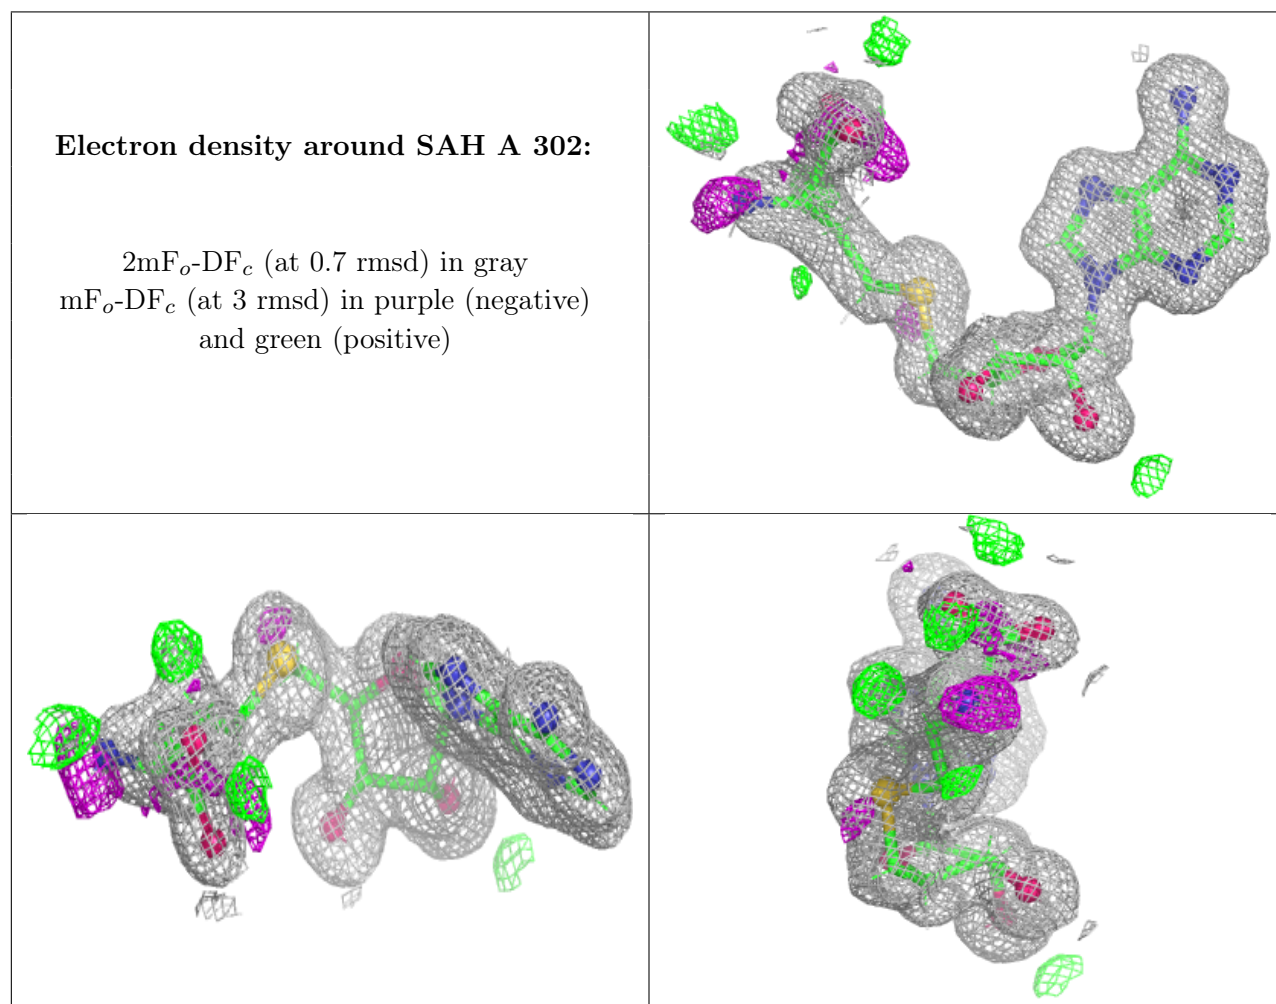 Electron density around SAH A 302:
2mFo-DFc (at 0.7 rmsd) in gray
mFo-DFc (at 3 rmsd) in purple (negative)
and green (positive)